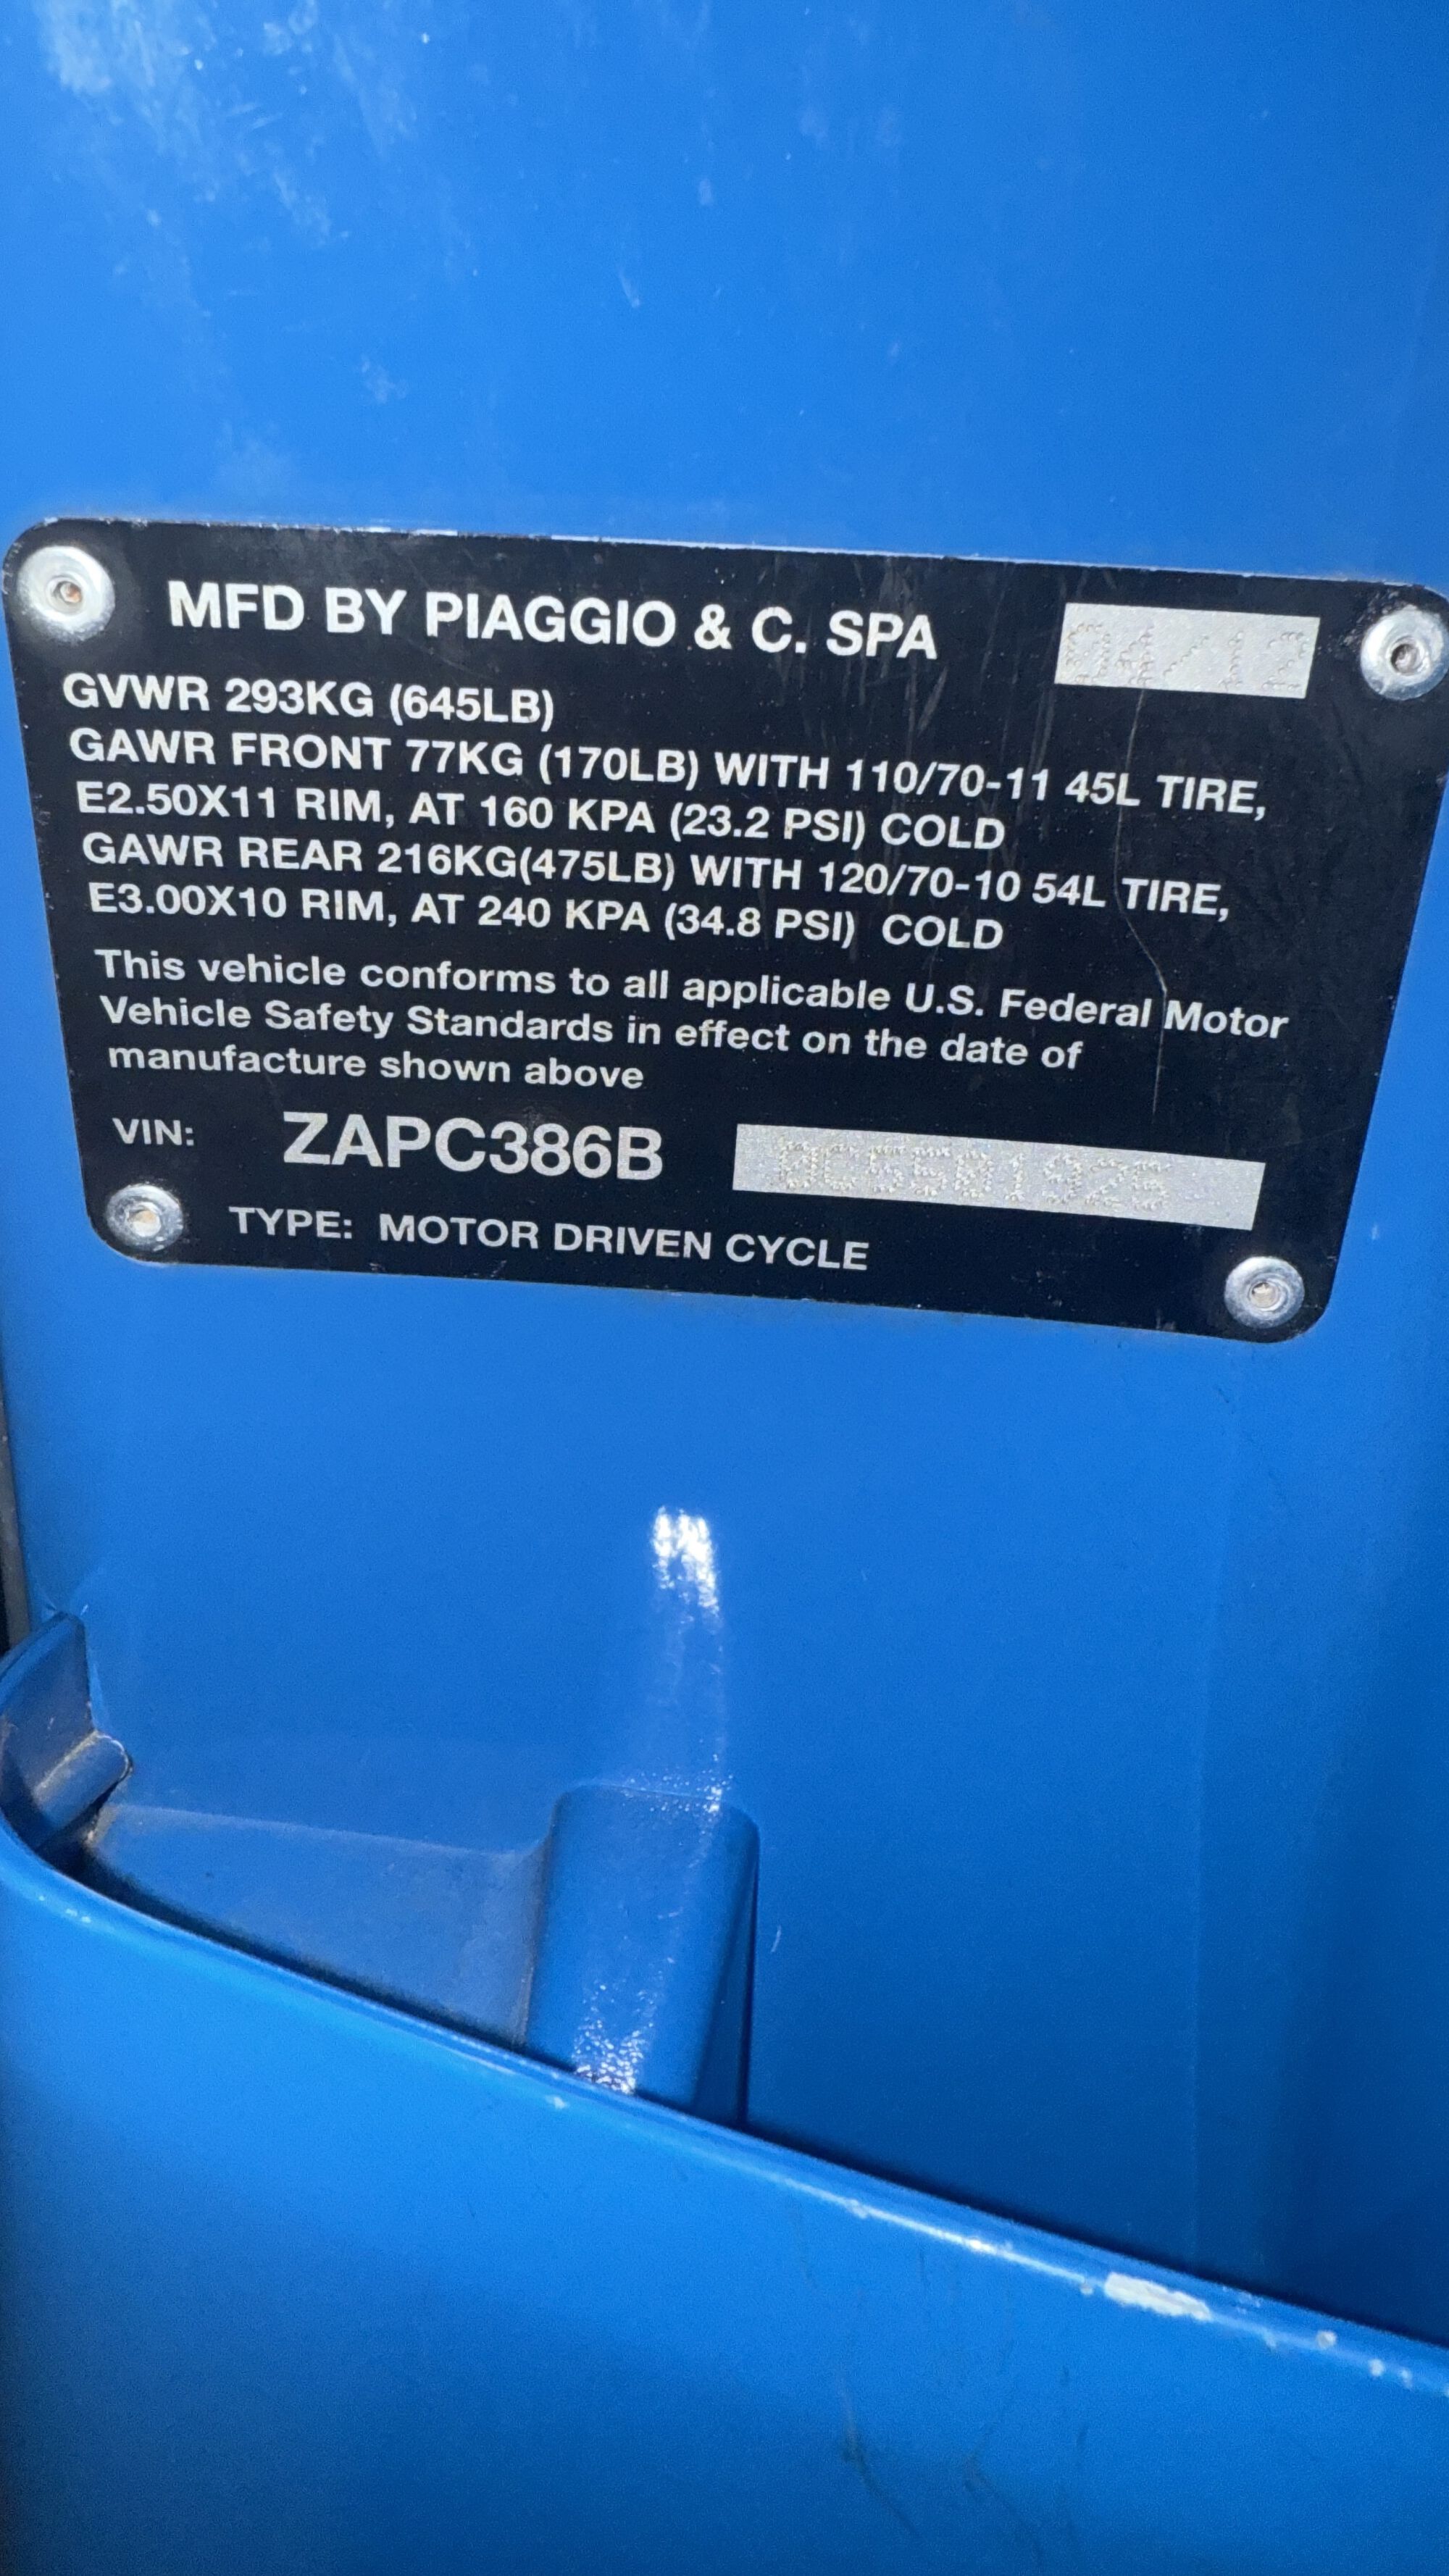 MFD BY PIAGGIO & C. SPA
GVWR 293KG (645LB)
GAWR FRONT 77KG (170LB) WITH 110/70-11 45L TIRE,
E2.50X11 RIM, AT 160 KPA (23.2 PSI) COLD
GAWR REAR 216KG(475LB) WITH 120/70-10 54L TIRE,
E3.00X10 RIM, AT 240 KPA (34.8 PSI) COLD
This vehicle conforms to all applicable U.S. Federal Motor
Vehicle Safety Standards in effect on the date of
manufacture shown above
VIN: ZAPC386B
TYPE: MOTOR DRIVEN CYCLE